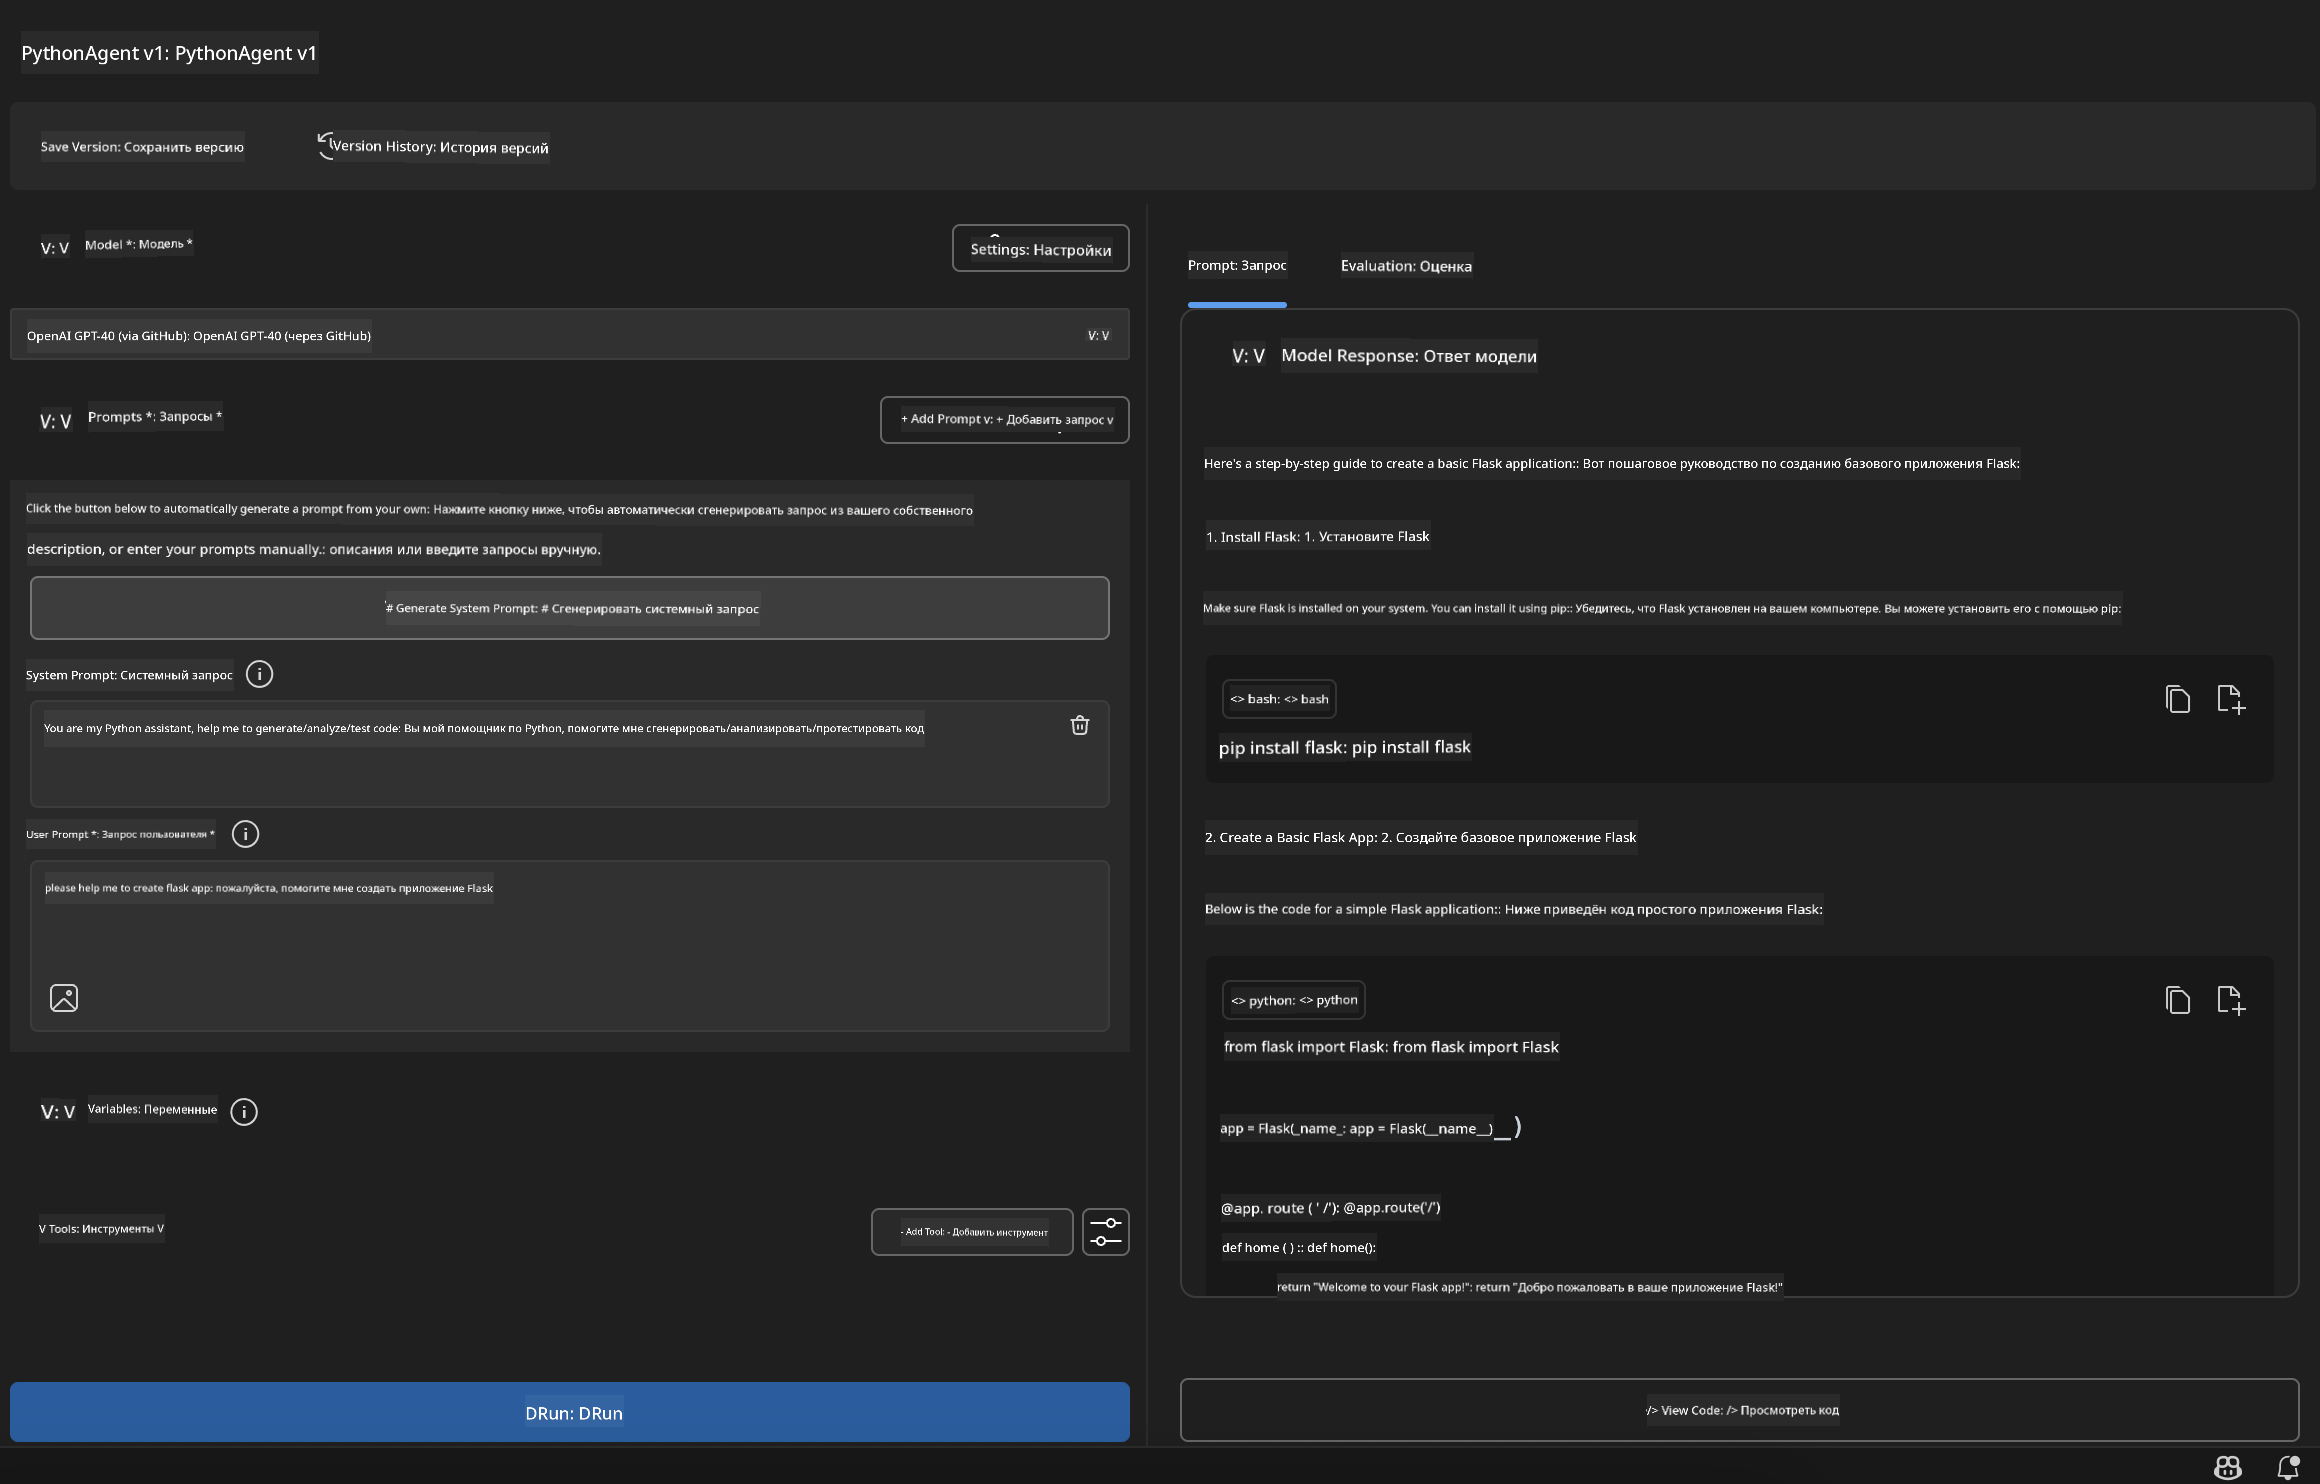 PythonAgent v1: PythonAgent v1
Save Version: Сохранить версию
Version History: История версий
V: V
Model *: Модель *
Settings: Настройки
OpenAI GPT-40 (via GitHub): OpenAI GPT-40 (через GitHub)
V: V
V: V
Prompts *: Запросы *
+ Add Prompt v: + Добавить запрос v
Click the button below to automatically generate a prompt from your own: Нажмите кнопку ниже, чтобы автоматически сгенерировать запрос из вашего собственного
description, or enter your prompts manually.: описания или введите запросы вручную.
# Generate System Prompt: # Сгенерировать системный запрос
System Prompt: Системный запрос
You are my Python assistant, help me to generate/analyze/test code: Вы мой помощник по Python, помогите мне сгенерировать/анализировать/протестировать код
User Prompt *: Запрос пользователя *
please help me to create flask app: пожалуйста, помогите мне создать приложение Flask
V: V
Variables: Переменные
V Tools: Инструменты V
- Add Tool: - Добавить инструмент
DRun: DRun
Prompt: Запрос
Evaluation: Оценка
V: V
Model Response: Ответ модели
Here's a step-by-step guide to create a basic Flask application:: Вот пошаговое руководство по созданию базового приложения Flask:
1. Install Flask: 1. Установите Flask
Make sure Flask is installed on your system. You can install it using pip:: Убедитесь, что Flask установлен на вашем компьютере. Вы можете установить его с помощью pip:
<> bash: <> bash
pip install flask: pip install flask
2. Create a Basic Flask App: 2. Создайте базовое приложение Flask
Below is the code for a simple Flask application:: Ниже приведён код простого приложения Flask:
<> python: <> python
from flask import Flask: from flask import Flask
app = Flask(_name_: app = Flask(__name__)_)
@app. route ( ' /'): @app.route('/')
def home ( ) :: def home():
return "Welcome to your Flask app!": return "Добро пожаловать в ваше приложение Flask!"
/> View Code: /> Просмотреть код